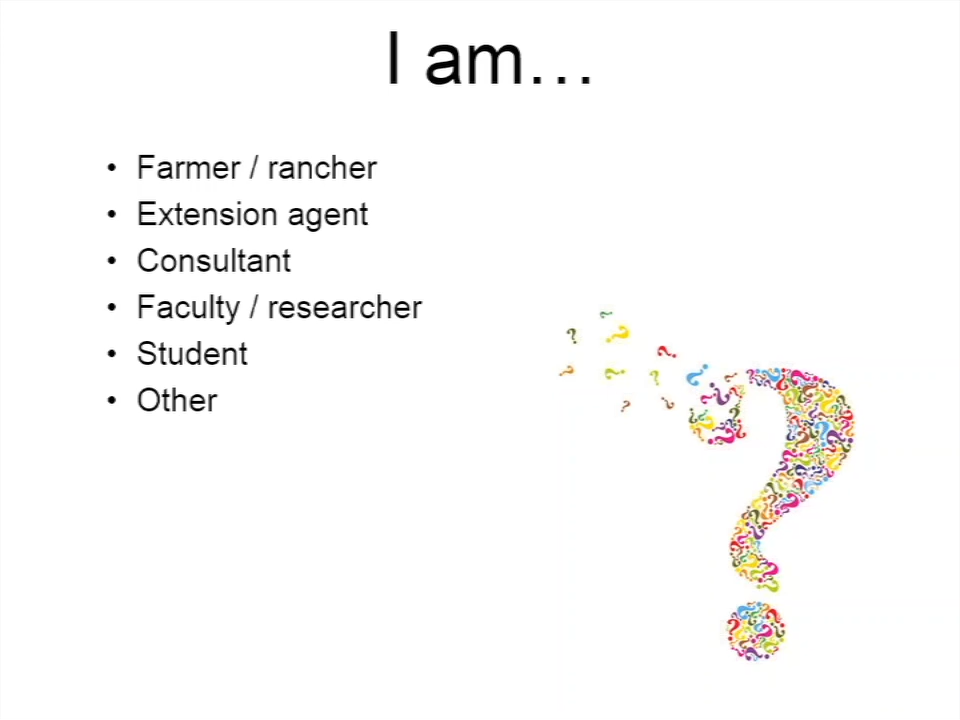 I am…
• Farmer / rancher
• Extension agent
• Consultant
• Faculty / researcher
• Student
• Other